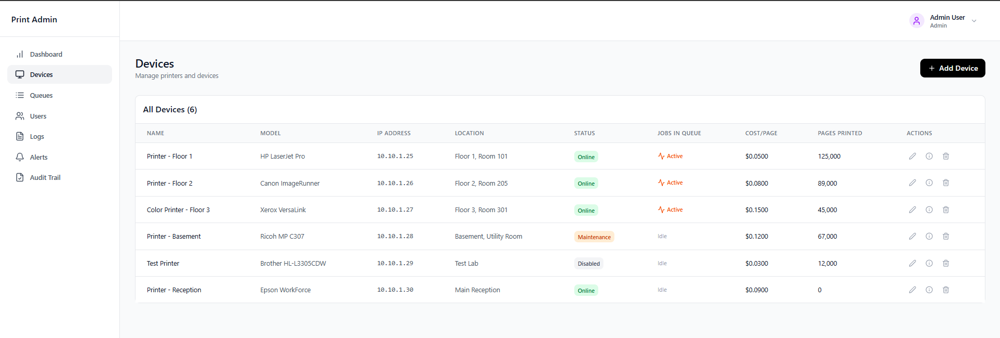 Print Admin
Admin User
Admin
Dashboard
Devices
Queues
Users
Logs
Alerts
Audit Trail
Devices
Manage printers and devices
Add Device
All Devices (6)
NAME MODEL IP ADDRESS LOCATION STATUS JOBS IN QUEUE COST/PAGE PAGES PRINTED ACTIONS
Printer - Floor 1 HP LaserJet Pro 10.10.1.25 Floor 1, Room 101 Online Active $0.0500 125,000
Printer - Floor 2 Canon ImageRunner 10.10.1.26 Floor 2, Room 205 Online Active $0.0800 89,000
Color Printer - Floor 3 Xerox VersaLink 10.10.1.27 Floor 3, Room 301 Online Active $0.1500 45,000
Printer - Basement Ricoh MP C307 10.10.1.28 Basement, Utility Room Maintenance Idle $0.1200 67,000
Test Printer Brother HL-L3305CDW 10.10.1.29 Test Lab Disabled Idle $0.0300 12,000
Printer - Reception Epson WorkForce 10.10.1.30 Main Reception Online Idle $0.0900 0